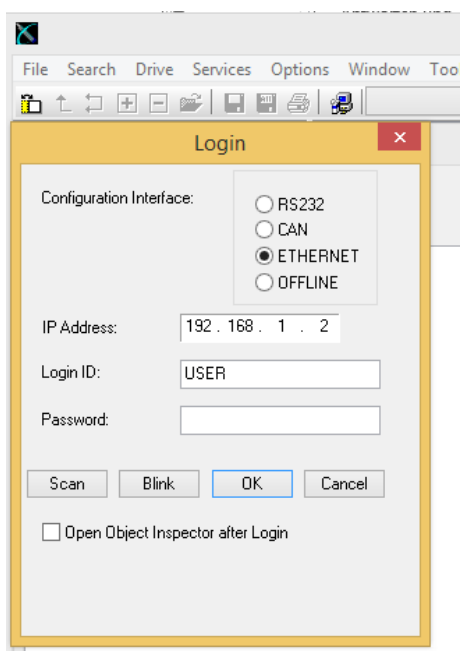 File Search Drive Services Options Window Too
Login
Configuration Interface:
RS232
CAN
ETHERNET
OFFLINE
IP Address: 192 . 168 . 1 . 2
Login ID: USER
Password:
Scan Blink OK Cancel
Open Object Inspector after Login